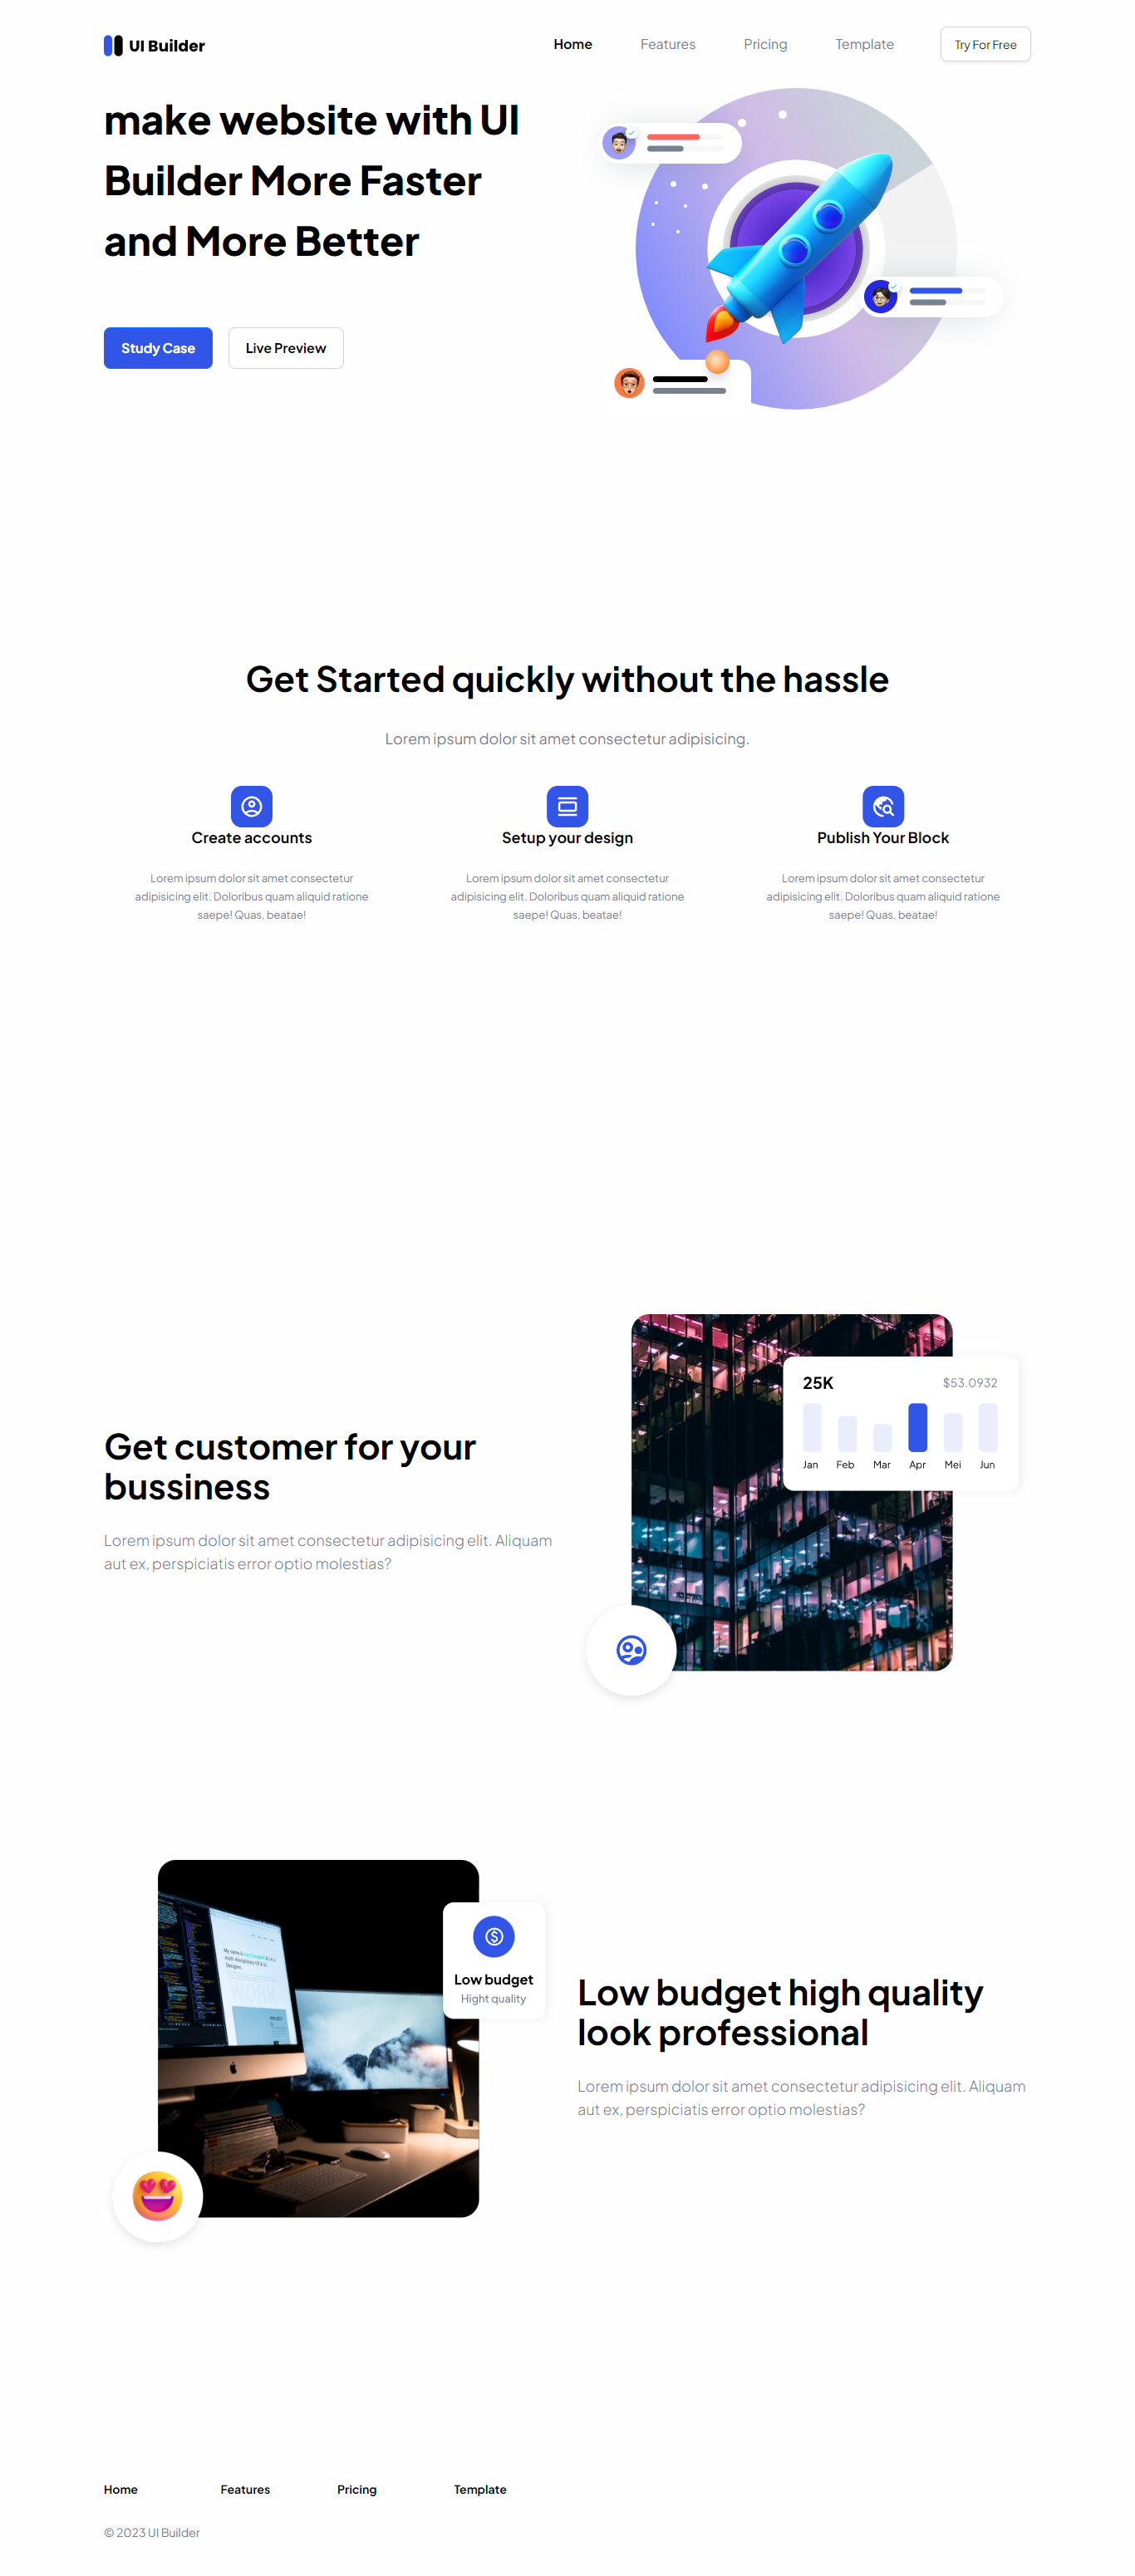 UI Builder
Home
Features
Pricing
Template
Try For Free
make website with UI
Builder More Faster
and More Better
Study Case
Live Preview
Get Started quickly without the hassle
Lorem ipsum dolor sit amet consectetur adipisicing.
Create accounts
Lorem ipsum dolor sit amet consectetur
adipisicing elit. Doloribus quam aliquid ratione
saepe! Quas, beatae!
Setup your design
Lorem ipsum dolor sit amet consectetur
adipisicing elit. Doloribus quam aliquid ratione
saepe! Quas, beatae!
Publish Your Block
Lorem ipsum dolor sit amet consectetur
adipisicing elit. Doloribus quam aliquid ratione
saepe! Quas, beatae!
Get customer for your
bussiness
Lorem ipsum dolor sit amet consectetur adipisicing elit. Aliquam
aut ex, perspiciatis error optio molestias?
25K
$53.0932
Jan Feb Mar Apr Mei Jun
Low budget
Hight quality
WORK
Low budget high quality
look professional
Lorem ipsum dolor sit amet consectetur adipisicing elit. Aliquam
aut ex, perspiciatis error optio molestias?
Home
Features
Pricing
Template
© 2023 UI Builder